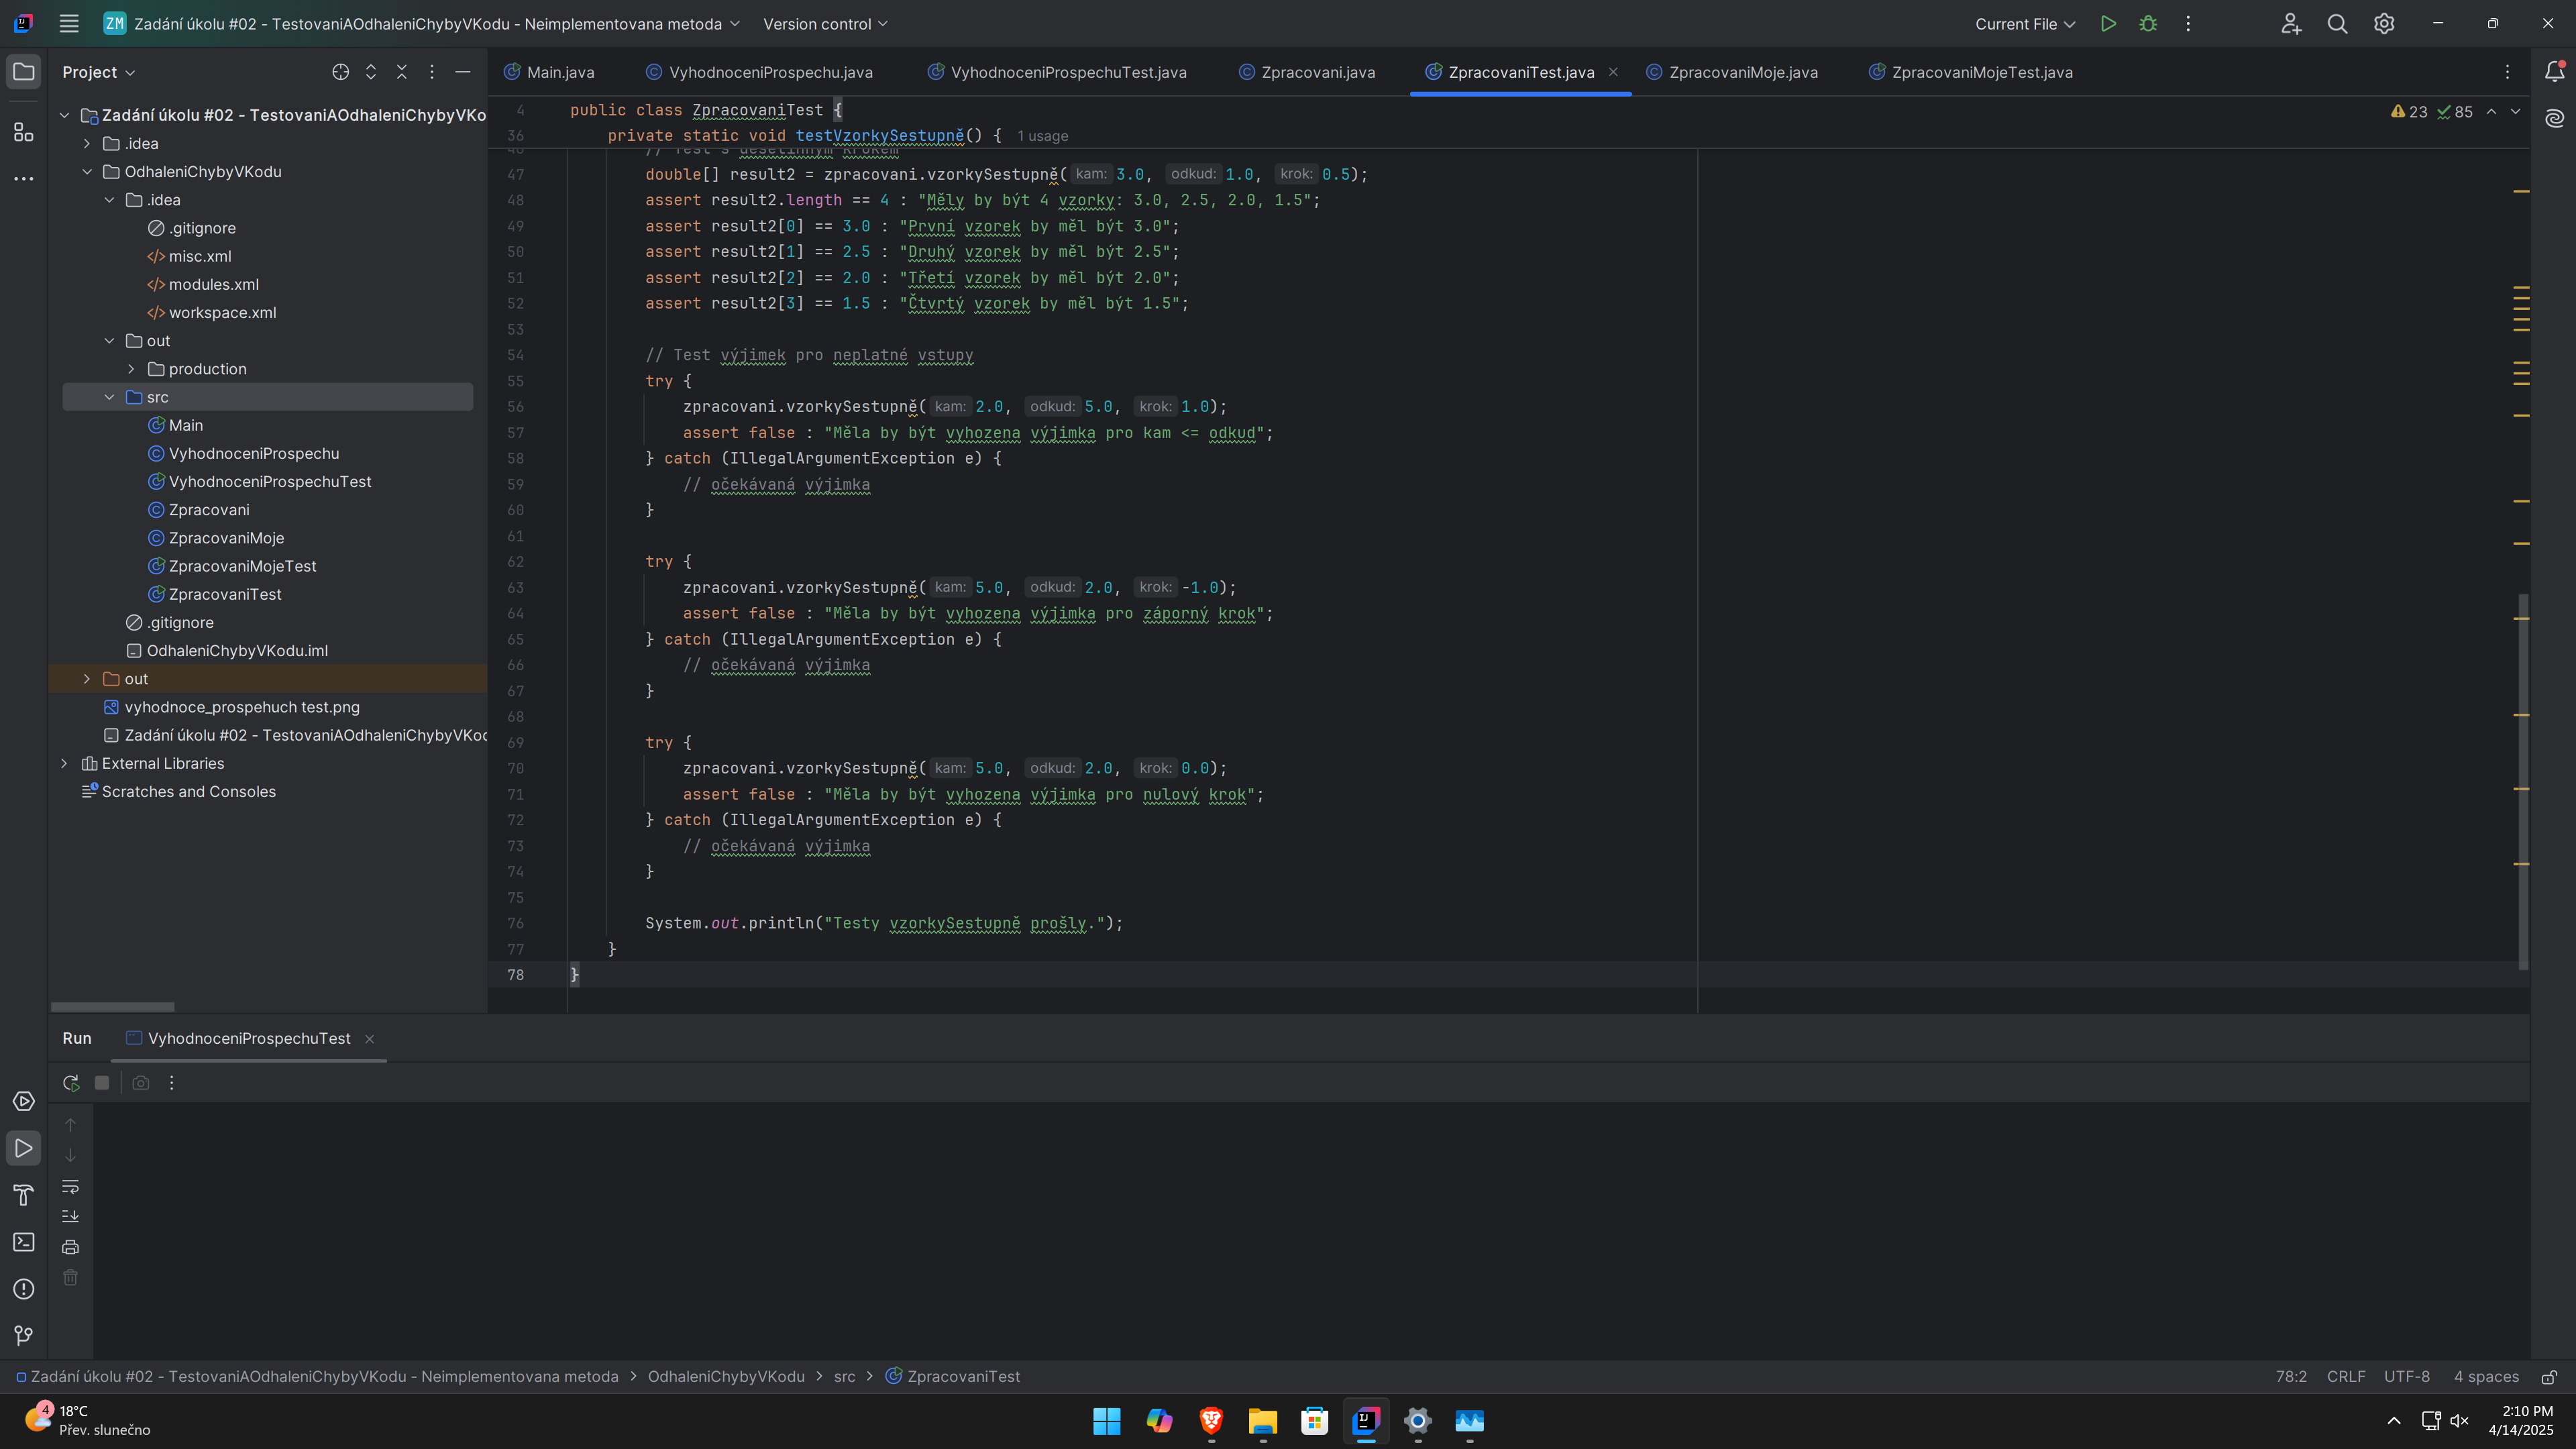 ZM Zadání úkolu #02 - TestovaniAOdhaleniChybyVKodu - Neimplementovana metoda Version control Current File
Project
Main.java VyhodnoceniProspechu.java VyhodnoceniProspechuTest.java Zpracovani.java ZpracovaniTest.java ZpracovaniMoje.java ZpracovaniMojeTest.java
Zadání úkolu #02 - TestovaniAOdhaleniChybyVKo
.idea
OdhaleniChybyVKodu
.idea
.gitignore
misc.xml
modules.xml
workspace.xml
out
production
src
Main
VyhodnoceniProspechu
VyhodnoceniProspechuTest
Zpracovani
ZpracovaniMoje
ZpracovaniMojeTest
ZpracovaniTest
.gitignore
OdhaleniChybyVKodu.iml
out
vyhodnoce_prospehuch test.png
Zadání úkolu #02 - TestovaniAOdhaleniChybyVKod
External Libraries
Scratches and Consoles
4 public class ZpracovaniTest {
23 85
36 private static void testVzorkySestupně() { 1 usage
46 // Test s desetinným krokem
47 double[] result2 = zpracovani.vzorkySestupně( kam: 3.0, odkud: 1.0, krok: 0.5);
48 assert result2.length == 4 : "Měly by být 4 vzorky: 3.0, 2.5, 2.0, 1.5";
49 assert result2[0] == 3.0 : "První vzorek by měl být 3.0";
50 assert result2[1] == 2.5 : "Druhý vzorek by měl být 2.5";
51 assert result2[2] == 2.0 : "Třetí vzorek by měl být 2.0";
52 assert result2[3] == 1.5 : "Čtvrtý vzorek by měl být 1.5";
53
54 // Test výjimek pro neplatné vstupy
55 try {
56 zpracovani.vzorkySestupně( kam: 2.0, odkud: 5.0, krok: 1.0);
57 assert false : "Měla by být vyhozena výjimka pro kam <= odkud";
58 } catch (IllegalArgumentException e) {
59 // očekávaná výjimka
60 }
61
62 try {
63 zpracovani.vzorkySestupně( kam: 5.0, odkud: 2.0, krok: -1.0);
64 assert false : "Měla by být vyhozena výjimka pro záporný krok";
65 } catch (IllegalArgumentException e) {
66 // očekávaná výjimka
67 }
68
69 try {
70 zpracovani.vzorkySestupně( kam: 5.0, odkud: 2.0, krok: 0.0);
71 assert false : "Měla by být vyhozena výjimka pro nulový krok";
72 } catch (IllegalArgumentException e) {
73 // očekávaná výjimka
74 }
75
76 System.out.println("Testy vzorkySestupně prošly.");
77 }
78 }
Run VyhodnoceniProspechuTest
Zadání úkolu #02 - TestovaniAOdhaleniChybyVKodu - Neimplementovana metoda > OdhaleniChybyVKodu > src > ZpracovaniTest 78:2 CRLF UTF-8 4 spaces
4 18°C
Přev. slunečno
2:10 PM
4/14/2025